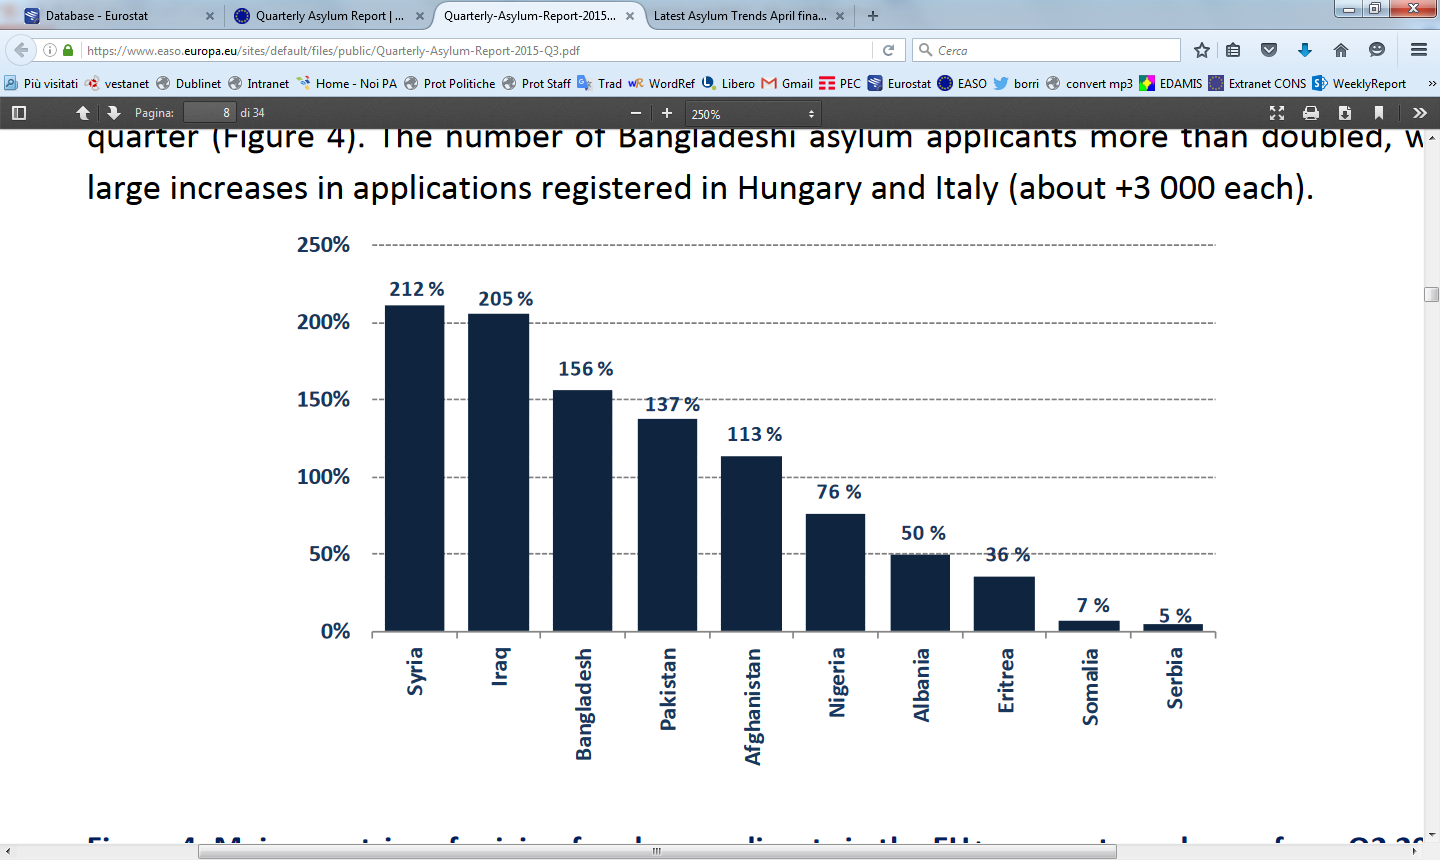 Database - Eurostat
Quarterly Asylum Report | ...
Quarterly-Asylum-Report-2015...
Latest Asylum Trends April fina...
https://www.easo.europa.eu/sites/default/files/public/Quarterly-Asylum-Report-2015-Q3.pdf
Cerca
Più visitati vestanet Dublinet Intranet Home - Noi PA Prot Politiche Prot Staff Trad WordRef Libero Gmail PEC Eurostat EASO borri convert mp3 EDAMIS Extranet CONS WeeklyReport
Pagina: 8 di 34 250%
quarter (Figure 4). The number of Bangladeshi asylum applicants more than doubled, w
large increases in applications registered in Hungary and Italy (about +3 000 each).
250%
200%
150%
100%
50%
0%
212 %
205 %
156 %
137 %
113 %
76 %
50 %
36 %
7 %
5 %
Syria
Iraq
Bangladesh
Pakistan
Afghanistan
Nigeria
Albania
Eritrea
Somalia
Serbia